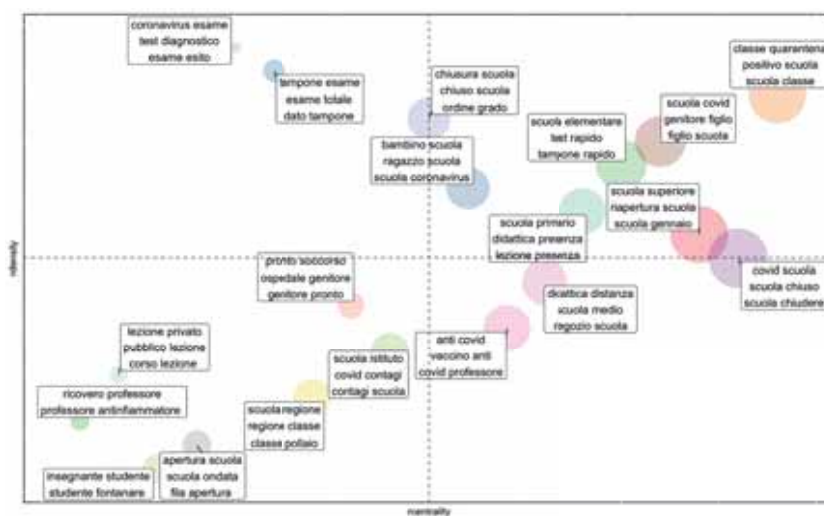 coronavirus esame
test diagnostico
esame esito
tampone esame
esame totale
dato tampone
chiusura scuola
chiuso scuola
ordine grado
classe quarantena
positivo scuola
scuola classe
scuola covid
genitore figlio
figlio scuola
scuola elementare
test rapido
tampone rapido
bambino scuola
ragazzo scuola
scuola coronavirus
scuola superiore
riapertura scuola
scuola gennaio
scuola primario
didattica presenza
lezione presenza
pronto soccorso
ospedale genitore
genitore pronto
covid scuola
scuola chiuso
scuola chiudere
didattica distanza
scuola medio
ragazio scuola
anti covid
vaccino anti
covid professore
lezione privato
pubblico lezione
corso lezione
scuola istituto
covid contagi
contagi scuola
ricovero professore
professore antinfiammatore
scuola regione
regione classe
classe pollaio
apertura scuola
scuola ondata
fila apertura
insegnante studente
studente fontanare